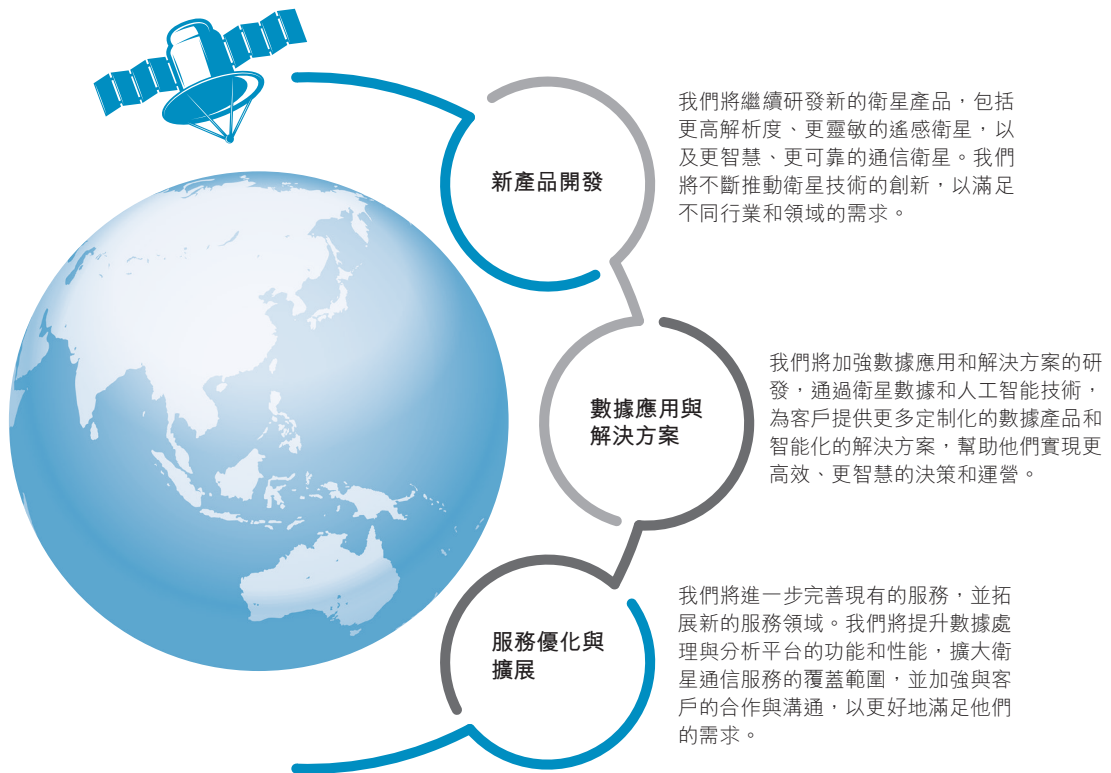 新產品開發
我們將繼續研發新的衛星產品，包括
更高解析度、更靈敏的遙感衛星，以
及更智慧、更可靠的通信衛星。我們
將不斷推動衛星技術的創新，以滿足
不同行業和領域的需求。
數據應用與
解決方案
我們將加強數據應用和解決方案的研
發，通過衛星數據和人工智能技術，
為客戶提供更多定制化的數據產品和
智能化的解決方案，幫助他們實現更
高效、更智慧的決策和運營。
服務優化與
擴展
我們將進一步完善現有的服務，並拓
展新的服務領域。我們將提升數據處
理與分析平台的功能和性能，擴大衛
星通信服務的覆蓋範圍，並加強與客
戶的合作與溝通，以更好地滿足他們
的需求。